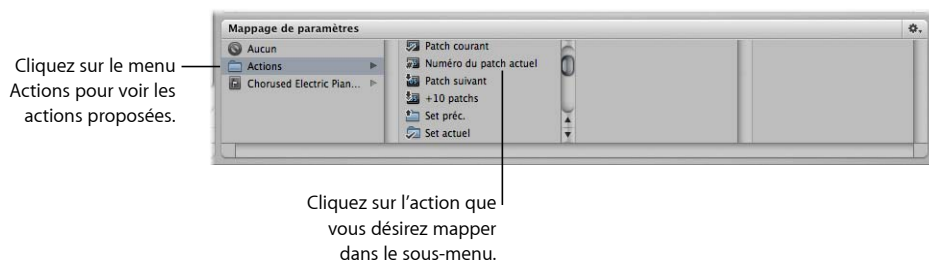 Mappage de paramètres
Aucun
Actions
Chorused Electric Pian...
Patch courant
Numéro du patch actuel
Patch suivant
+10 patchs
Set préc.
Set actuel
Cliquez sur le menu
Actions pour voir les
actions proposées.
Cliquez sur l’action que
vous désirez mapper
dans le sous-menu.